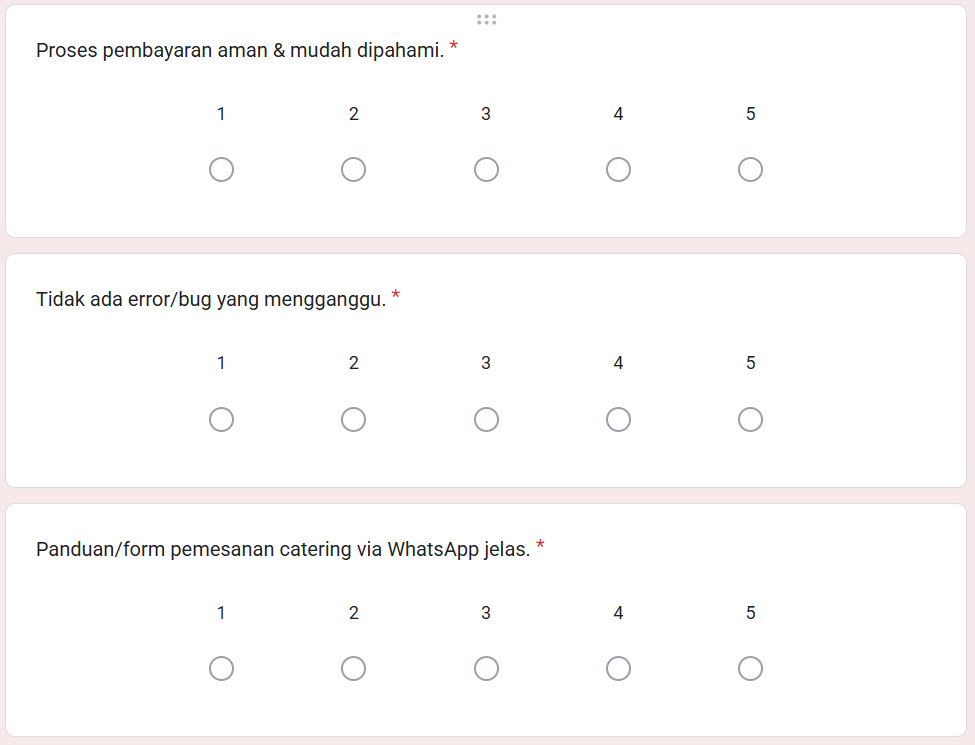 Proses pembayaran aman & mudah dipahami. *
1 2 3 4 5
Tidak ada error/bug yang mengganggu. *
1 2 3 4 5
Panduan/form pemesanan catering via WhatsApp jelas. *
1 2 3 4 5